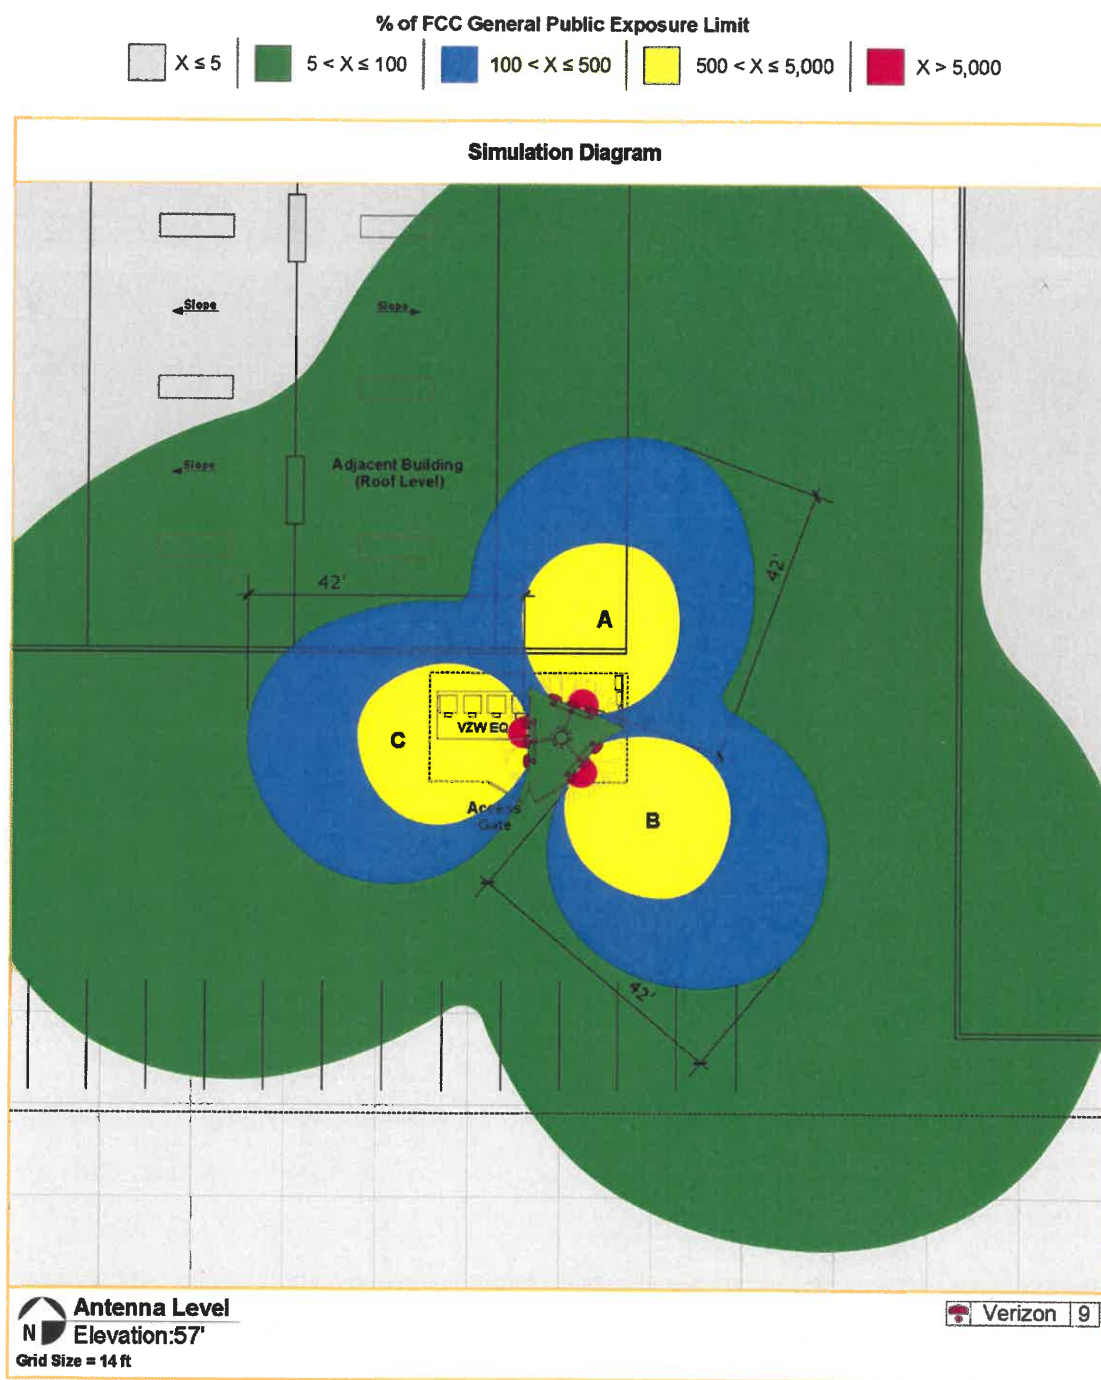 % of FCC General Public Exposure Limit
X ≤ 5
5 < X ≤ 100
100 < X ≤ 500
500 < X ≤ 5,000
X > 5,000
Simulation Diagram
Slope
Slope
Slope
Adjacent Building
(Roof Level)
42'
42'
A
VZW EQ
C
Access
Gate
B
42'
N
Antenna Level
Elevation:57'
Grid Size = 14 ft
Verizon 9